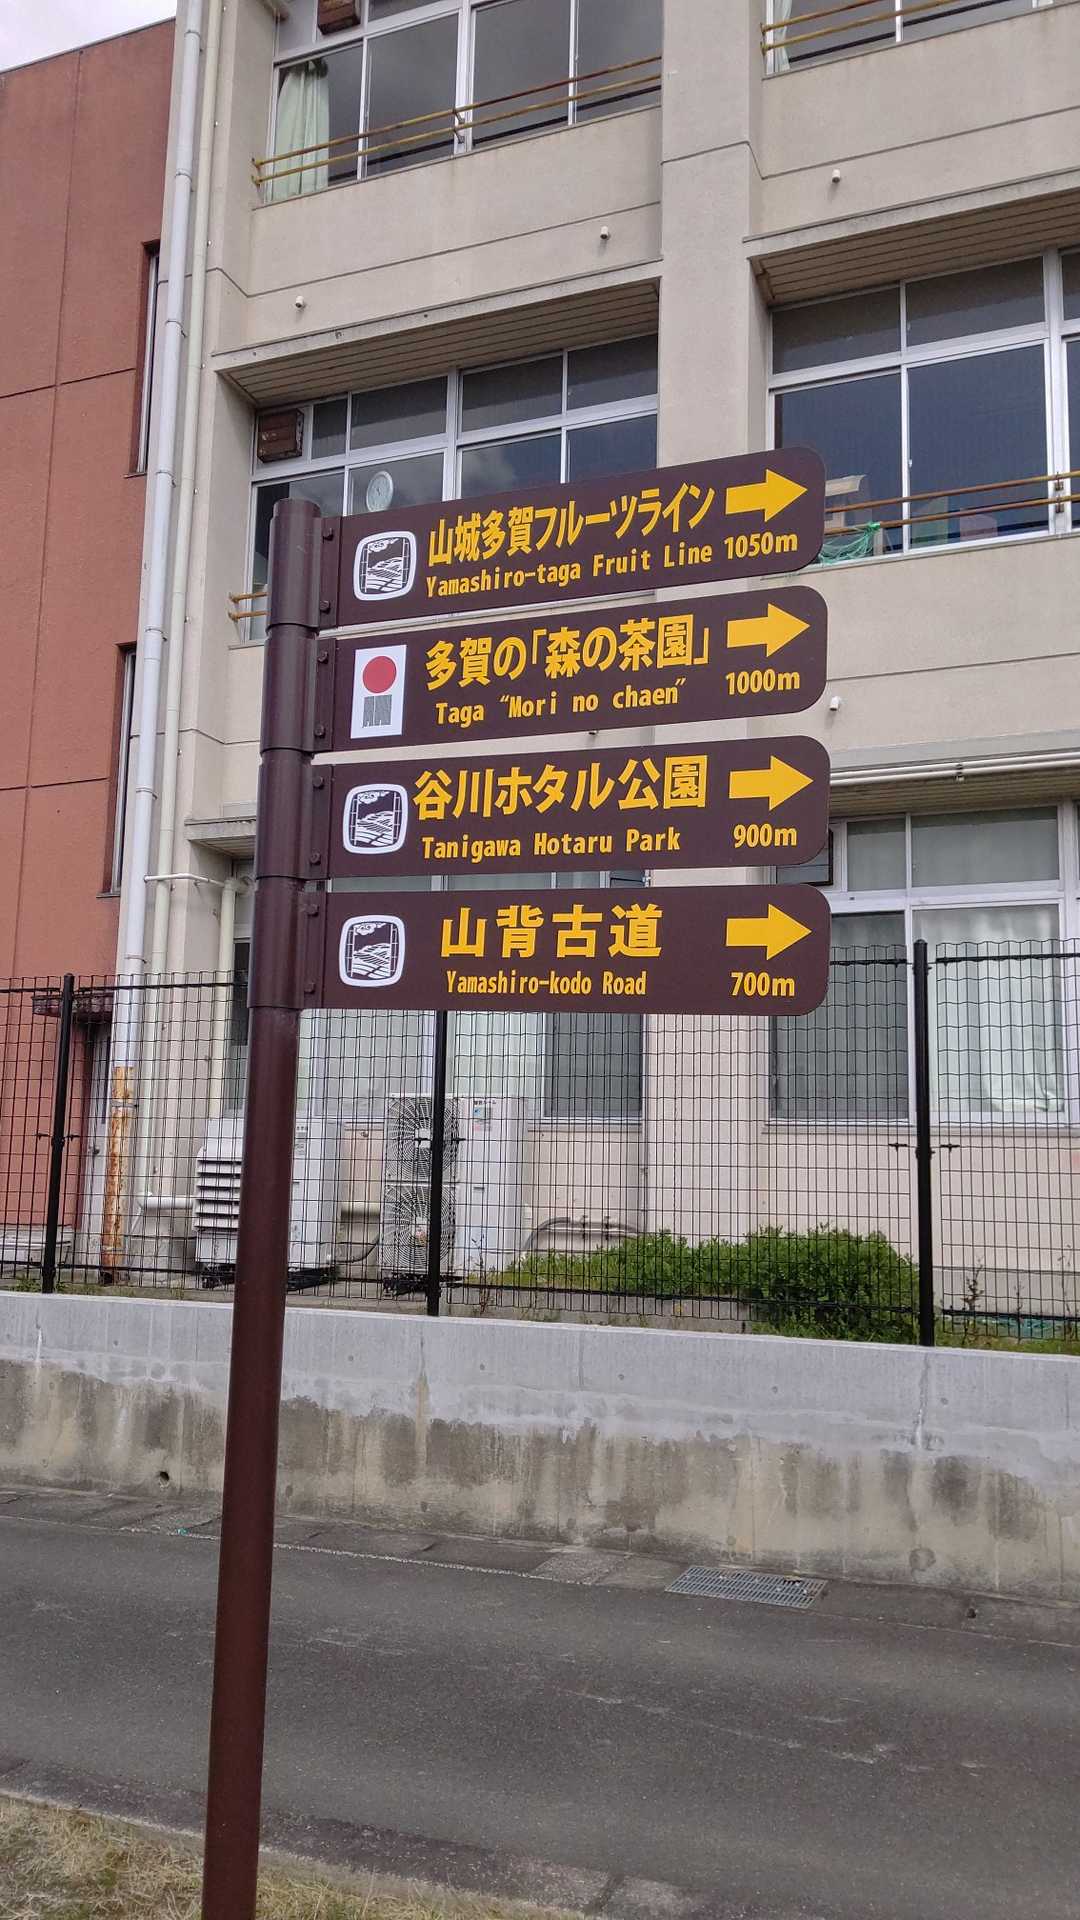 山城多賀フルーツライン
Yamashiro-taga Fruit Line 1050m
多賀の「森の茶園」
Taga “Mori no chaen” 1000m
谷川ホタル公園
Tanigawa Hotaru Park 900m
山背古道
Yamashiro-kodo Road 700m